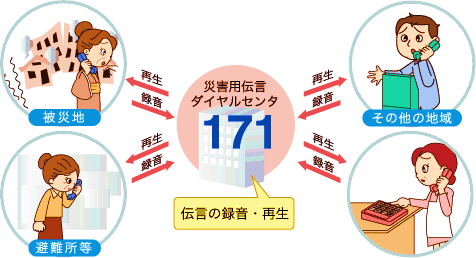 再生
録音
被災地
災害用伝言
ダイヤルセンタ
171
再生
録音
その他の地域
再生
録音
避難所等
再生
録音
伝言の録音・再生